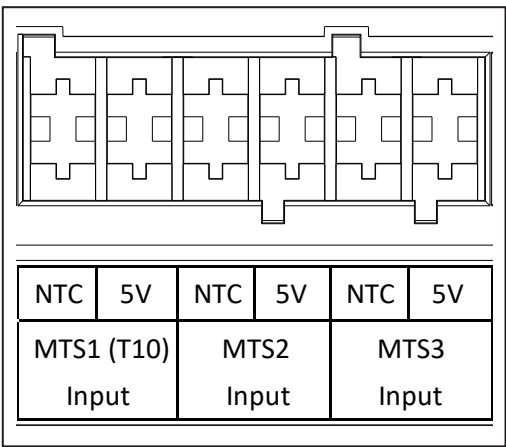 NTC 5V NTC 5V NTC 5V
MTS1 (T10) MTS2 MTS3
Input Input Input